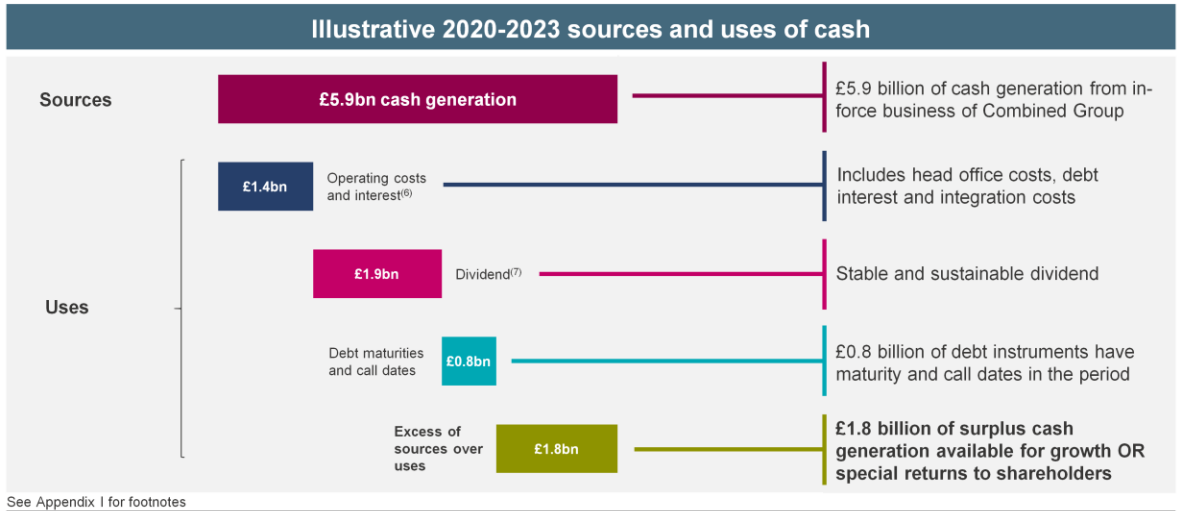 Illustrative 2020-2023 sources and uses of cash
Sources
£5.9bn cash generation
£5.9 billion of cash generation from in-
force business of Combined Group
Uses
£1.4bn
Operating costs
and interest(6)
Includes head office costs, debt
interest and integration costs
£1.9bn
Dividend(7)
Stable and sustainable dividend
Debt maturities
and call dates
£0.8bn
£0.8 billion of debt instruments have
maturity and call dates in the period
Excess of
sources over
uses
£1.8bn
£1.8 billion of surplus cash
generation available for growth OR
special returns to shareholders
See Appendix I for footnotes